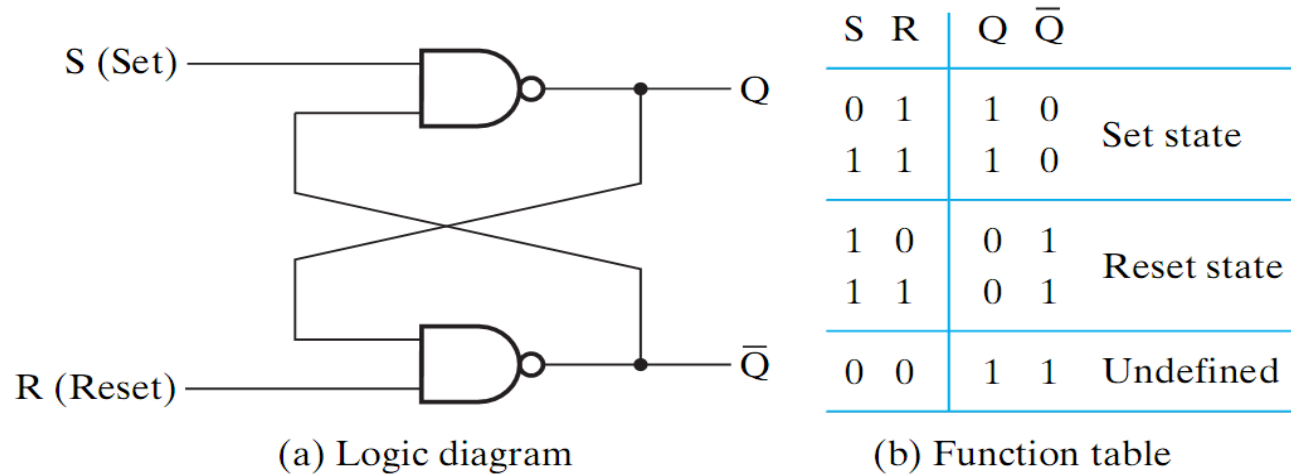 S (Set)
Q
R (Reset)
Q̅
(a) Logic diagram
S R Q Q̅
0 1 1 0
1 1 1 0
Set state
1 0 0 1
1 1 0 1
Reset state
0 0 1 1 Undefined
(b) Function table